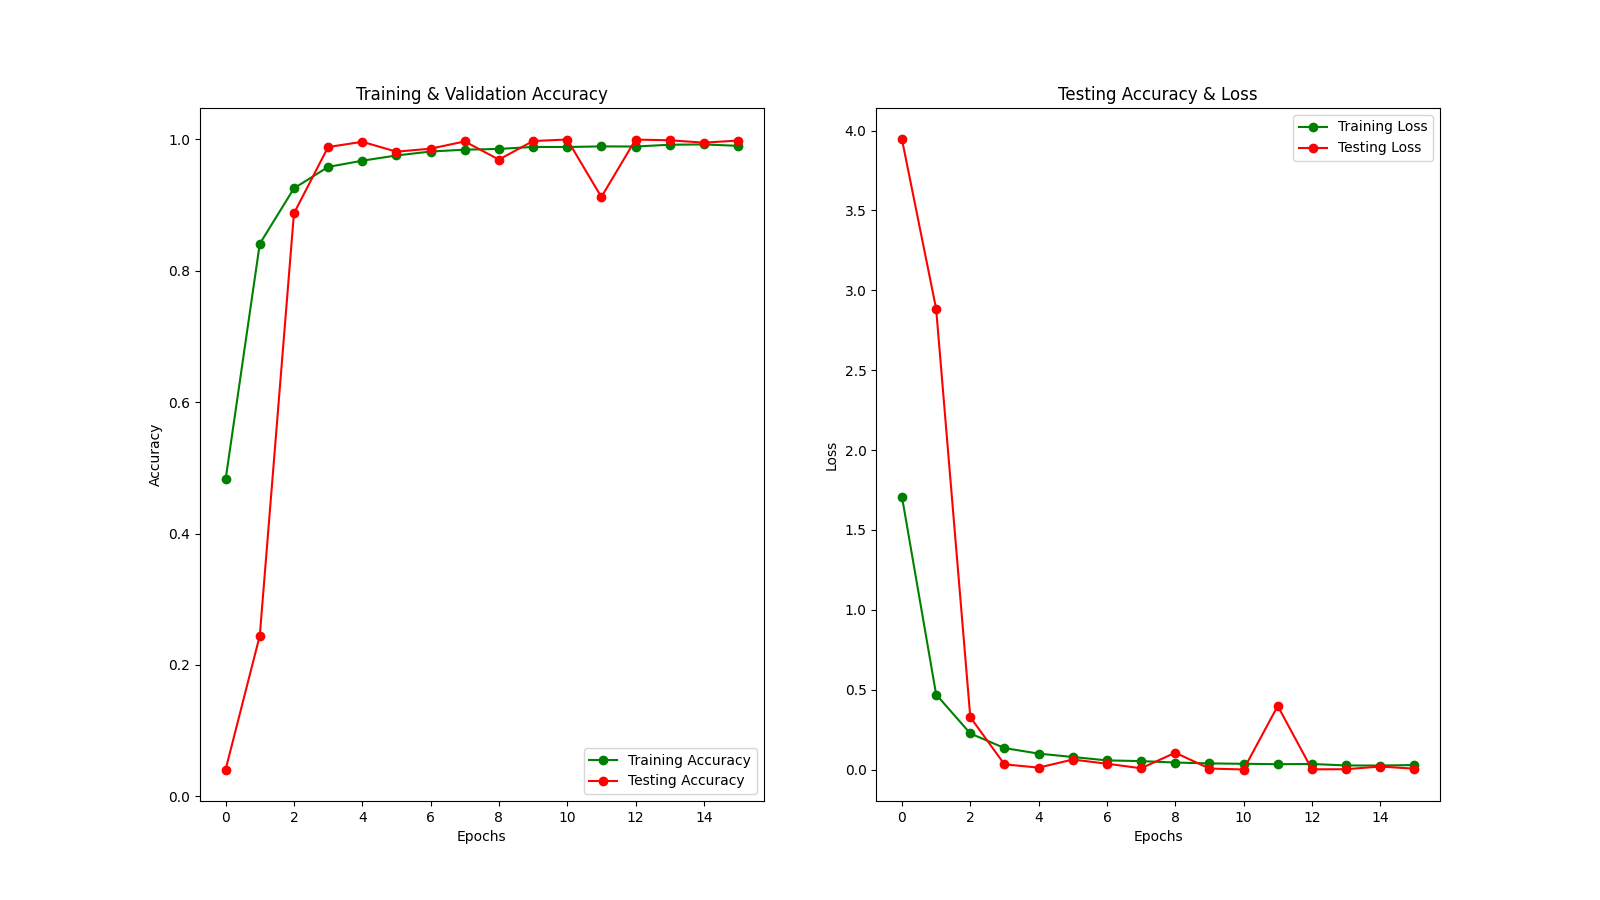 Training & Validation Accuracy
1.0
0.8
0.6
0.4
0.2
0.0
Accuracy
0 2 4 6 8 10 12 14
Epochs
Training Accuracy
Testing Accuracy
Testing Accuracy & Loss
4.0
3.5
3.0
2.5
2.0
1.5
1.0
0.5
0.0
Loss
0 2 4 6 8 10 12 14
Epochs
Training Loss
Testing Loss